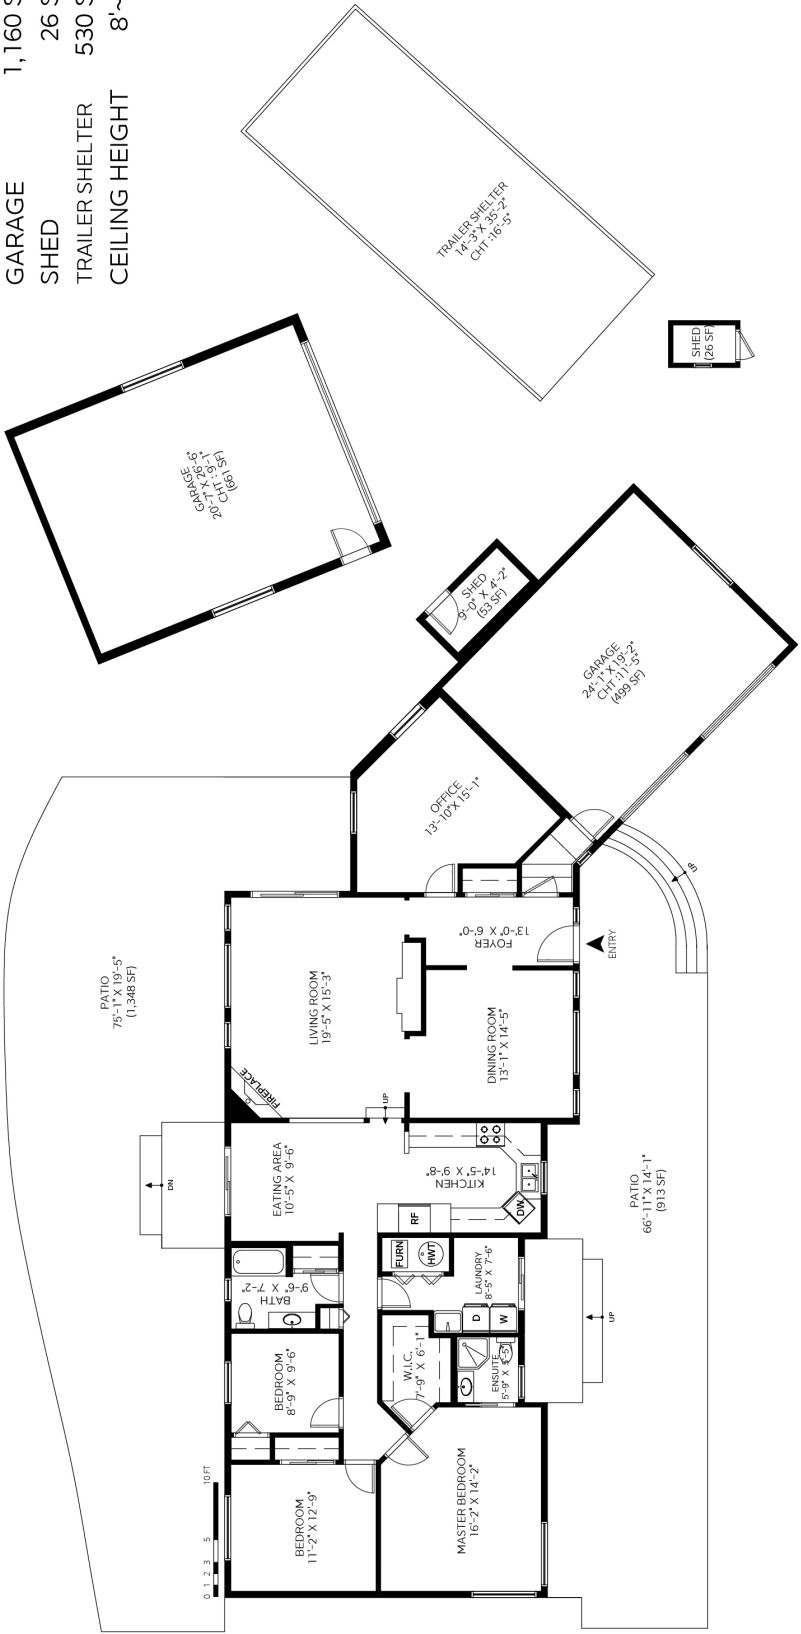 GARAGE 1,160 S
SHED 26 S
TRAILER SHELTER 530 S
CEILING HEIGHT 8'~
TRAILER SHELTER
14'-3" X 35'-2"
CHT :16'-5"
SHED
(26 SF)
GARAGE
20'-7" X 26'-6"
CHT : 9'-1"
(661 SF)
SHED
9'-0" X 4'-2"
(53 SF)
GARAGE
24'-1" X 19'-2"
CHT :11'-5"
(499 SF)
OFFICE
13'-10" X 15'-1"
UP
ENTRY
FOYER
13'-0" X 6'-0"
PATIO
75'-1" X 19'-5"
(1,348 SF)
LIVING ROOM
19'-5" X 15'-3"
FIREPLACE
DINING ROOM
13'-1" X 14'-5"
UP
DN
EATING AREA
10'-5" X 9'-6"
KITCHEN
14'-5" X 9'-8"
RF
DW
PATIO
66'-11" X 14'-1"
(913 SF)
BATH
9'-6" X 7'-2"
FURN
HWT
LAUNDRY
8'-5" X 7'-6"
D
W
UP
BEDROOM
8'-9" X 9'-6"
W.I.C.
7'-9" X 6'-1"
ENSUITE
5'-9" X 5'-5"
BEDROOM
11'-2" X 12'-9"
MASTER BEDROOM
16'-2" X 14'-2"
0 1 2 3 5 10 FT